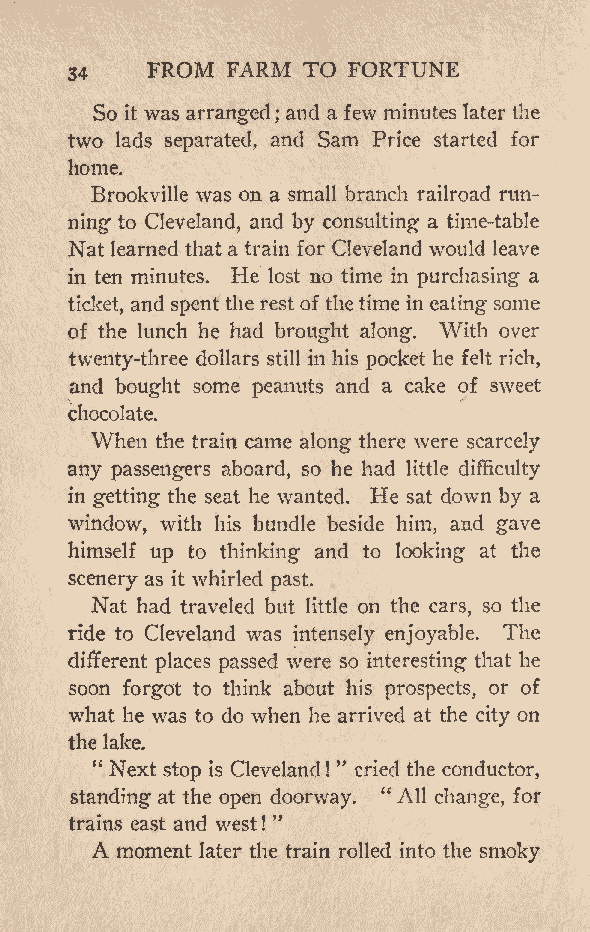 34 FROM FARM TO FORTUNE
So it was arranged; and a few minutes later the
two lads separated, and Sam Price started for
home.
Brookville was on a small branch railroad run-
ning to Cleveland, and by consulting a time-table
Nat learned that a train for Cleveland would leave
in ten minutes. He lost no time in purchasing a
ticket, and spent the rest of the time in eating some
of the lunch he had brought along. With over
twenty-three dollars still in his pocket he felt rich,
and bought some peanuts and a cake of sweet
chocolate.
When the train came along there were scarcely
any passengers aboard, so he had little difficulty
in getting the seat he wanted. He sat down by a
window, with his bundle beside him, and gave
himself up to thinking and to looking at the
scenery as it whirled past.
Nat had traveled but little on the cars, so the
ride to Cleveland was intensely enjoyable. The
different places passed were so interesting that he
soon forgot to think about his prospects, or of
what he was to do when he arrived at the city on
the lake.
" Next stop is Cleveland! " cried the conductor,
standing at the open doorway. " All change, for
trains east and west! "
A moment later the train rolled into the smoky